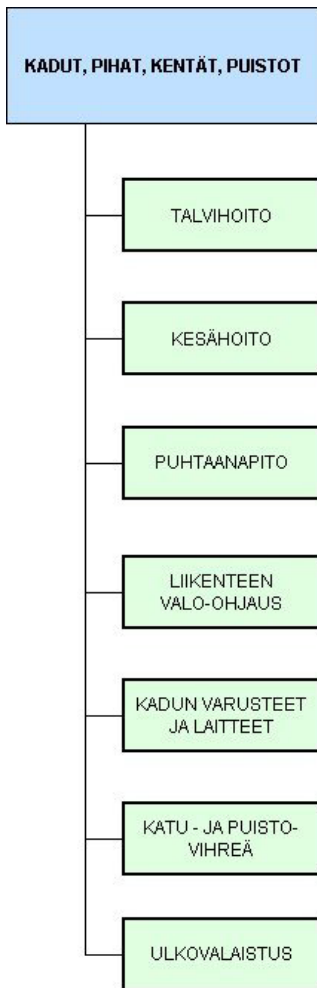 KADUT, PIHAT, KENTÄT, PUISTOT
TALVIHOITO
KESÄHOITO
PUHTAANAPITO
LIIKENTEEN
VALO-OHJAUS
KADUN VARUSTEET
JA LAITTEET
KATU - JA PUISTO-
VIHREÄ
ULKOVALAISTUS